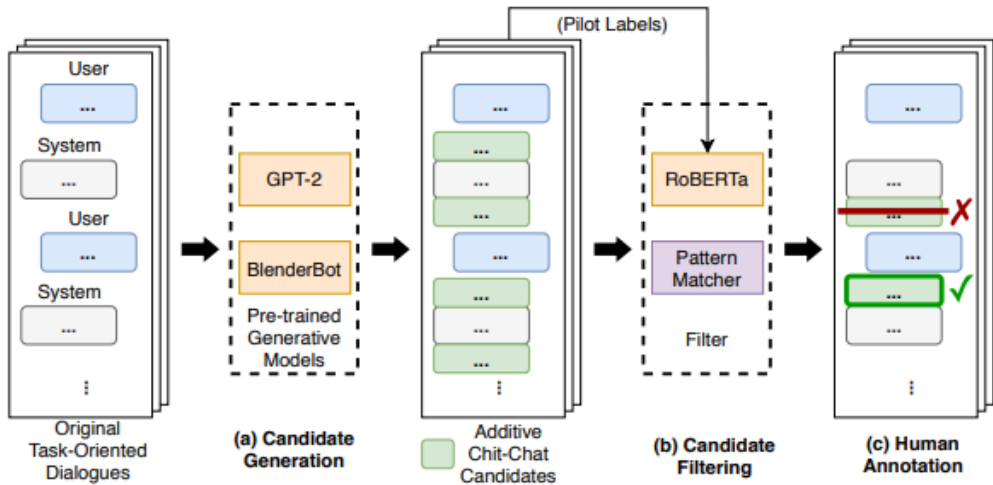 (Pilot Labels)
User
...
System
...
User
...
System
...
⋮
Original
Task-Oriented
Dialogues
GPT-2
BlenderBot
Pre-trained
Generative
Models
(a) Candidate
Generation
...
...
...
...
...
...
...
...
⋮
Additive
Chit-Chat
Candidates
RoBERTa
Pattern
Matcher
Filter
(b) Candidate
Filtering
...
...
...
✗
...
...
✓
...
⋮
(c) Human
Annotation